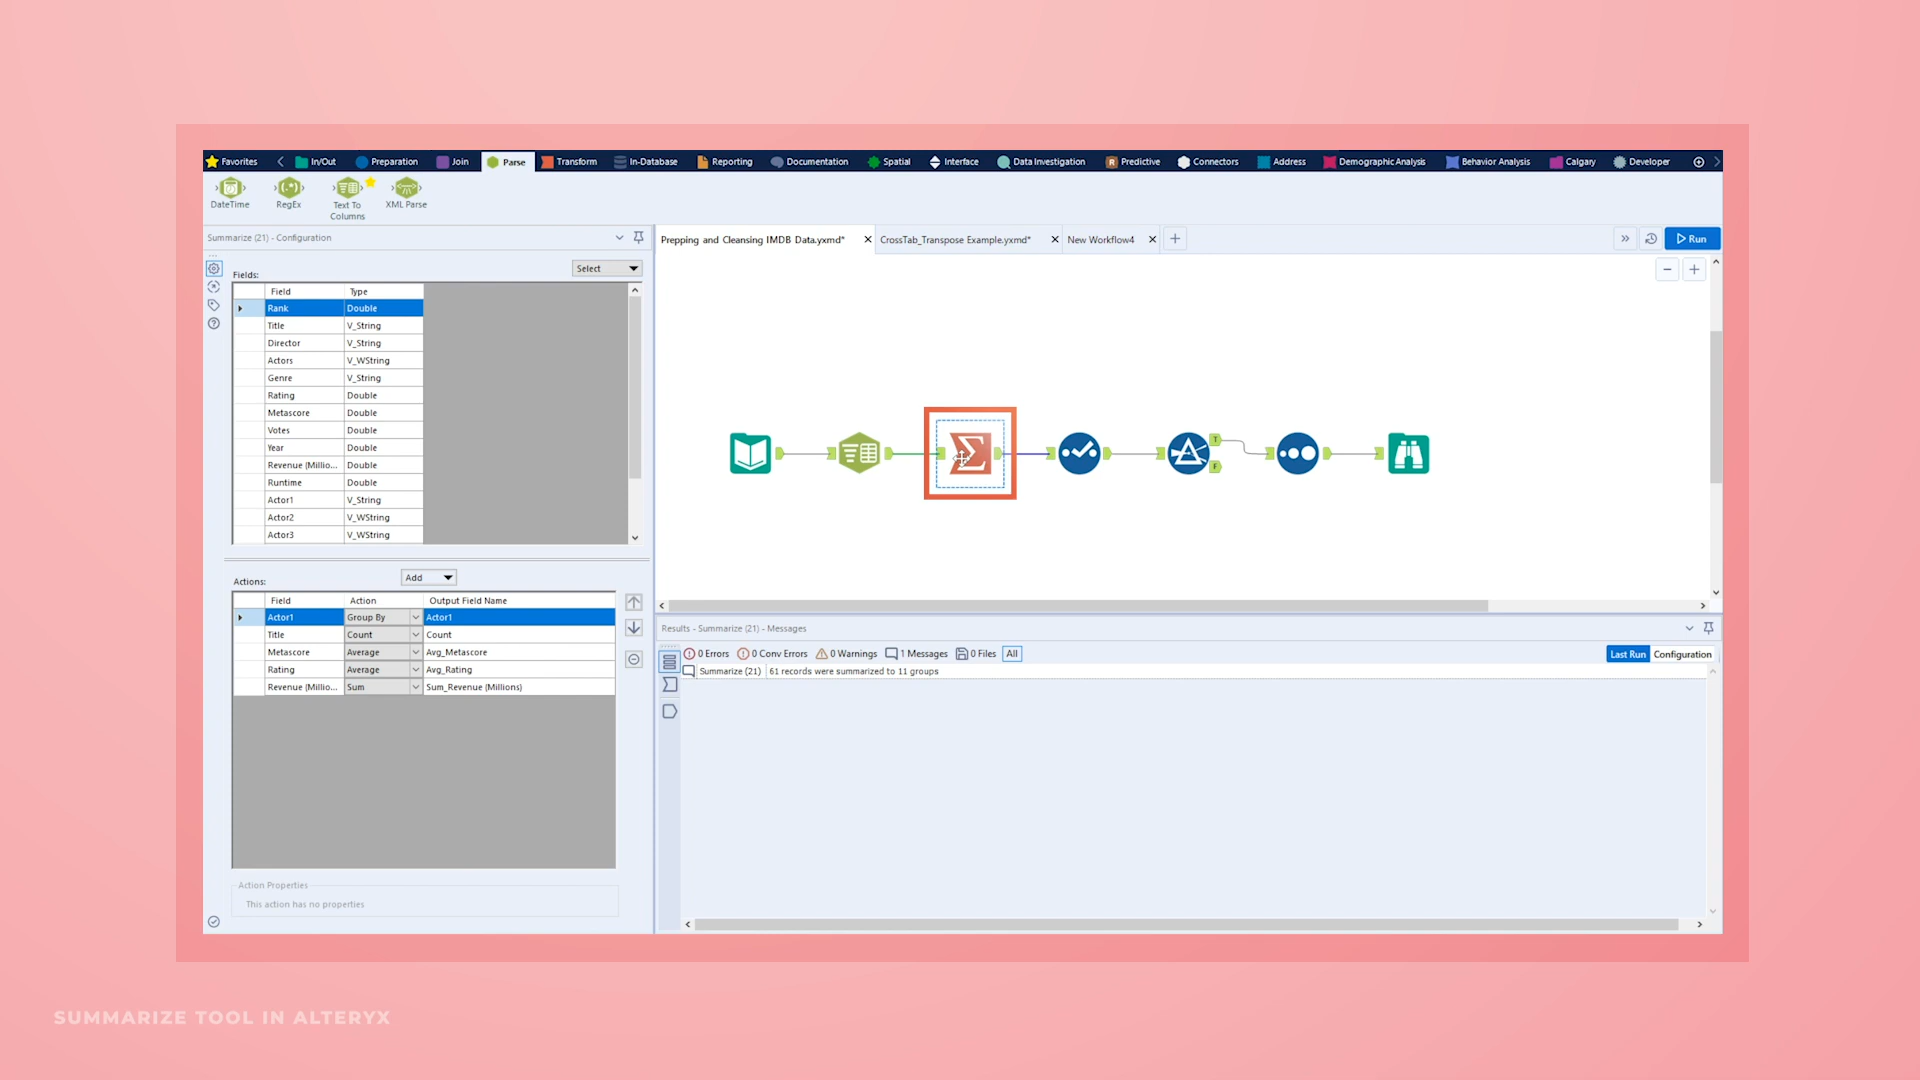 Favorites In/Out Preparation Join Parse Transform In-Database Reporting Documentation Spatial Interface Data Investigation Predictive Connectors Address Demographic Analysis Behavior Analysis Calgary Developer
DateTime RegEx Text To Columns XML Parse
Summarize (21) - Configuration
Prepping and Cleansing IMDB Data.yxmd* CrossTab_Transpose Example.yxmd* New Workflow4 Run
Fields: Select
Field Type
Rank Double
Title V_String
Director V_String
Actors V_WString
Genre V_String
Rating Double
Metascore Double
Votes Double
Year Double
Revenue (Millio... Double
Runtime Double
Actor1 V_String
Actor2 V_WString
Actor3 V_WString
T
F
Actions: Add
Field Action Output Field Name
Actor1 Group By Actor1
Title Count Count
Metascore Average Avg_Metascore
Rating Average Avg_Rating
Revenue (Millio... Sum Sum_Revenue (Millions)
Action Properties
This action has no properties
Results - Summarize (21) - Messages
0 Errors 0 Conv Errors 0 Warnings 1 Messages 0 Files All Last Run Configuration
Summarize (21) 61 records were summarized to 11 groups
SUMMARIZE TOOL IN ALTERYX